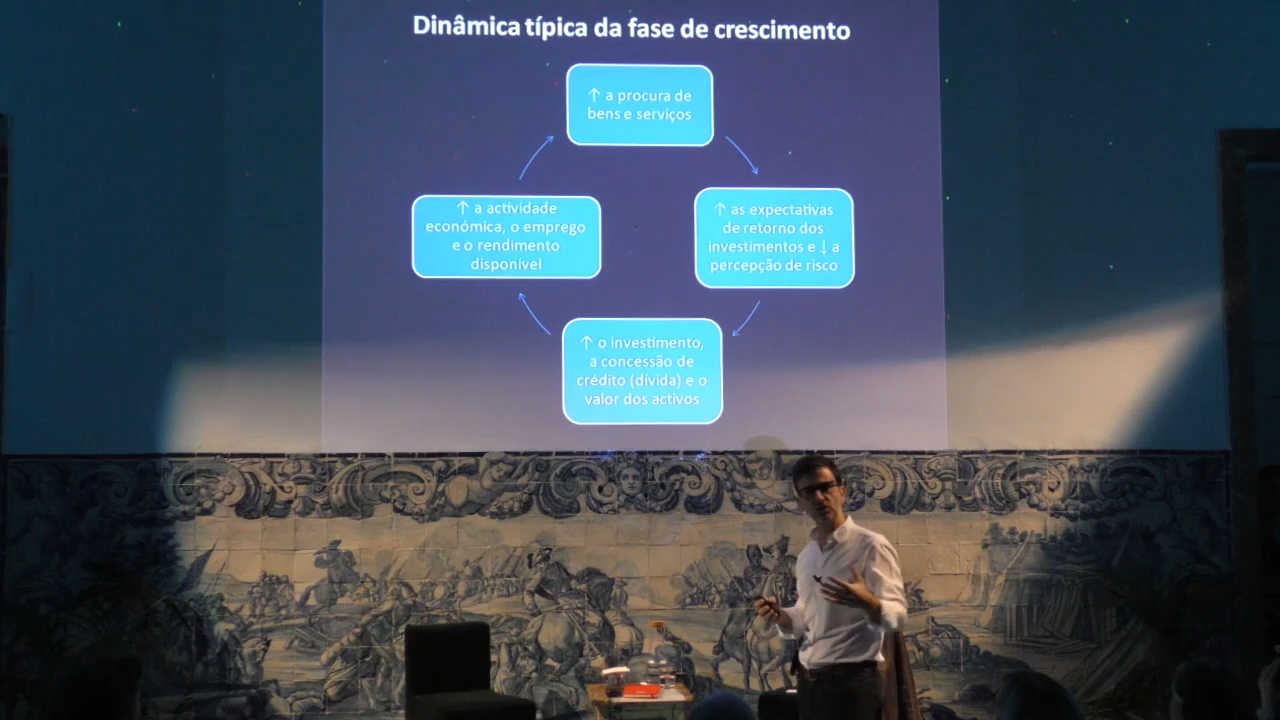 Dinâmica típica da fase de crescimento
↑ a procura de
bens e serviços
↑ as expectativas
de retorno dos
investimentos e ↓ a
percepção de risco
↑ o investimento,
a concessão de
crédito (dívida) e o
valor dos activos
↑ a actividade
económica, o emprego
e o rendimento
disponível